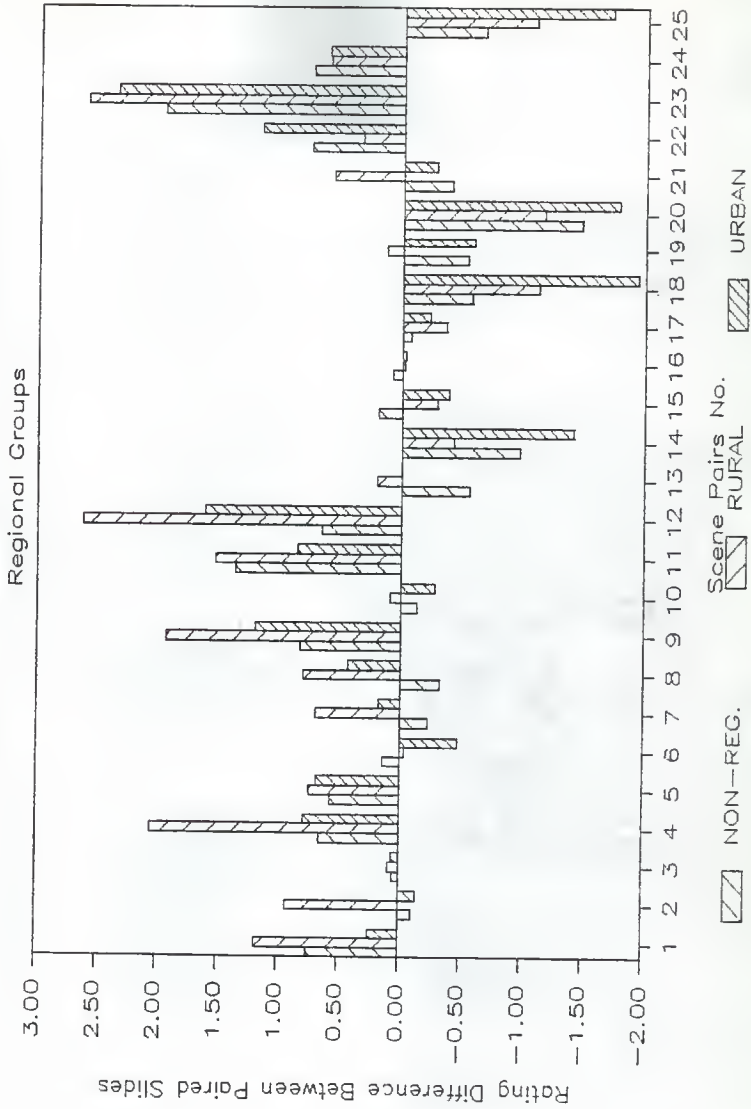 Regional Groups
Rating Difference Between Paired Slides
3.00
2.50
2.00
1.50
1.00
0.50
0.00
−0.50
−1.00
−1.50
−2.00
1 2 3 4 5 6 7 8 9 10 11 12 13 14 15 16 17 18 19 20 21 22 23 24 25
Scene Pairs No.
NON−REG. RURAL URBAN